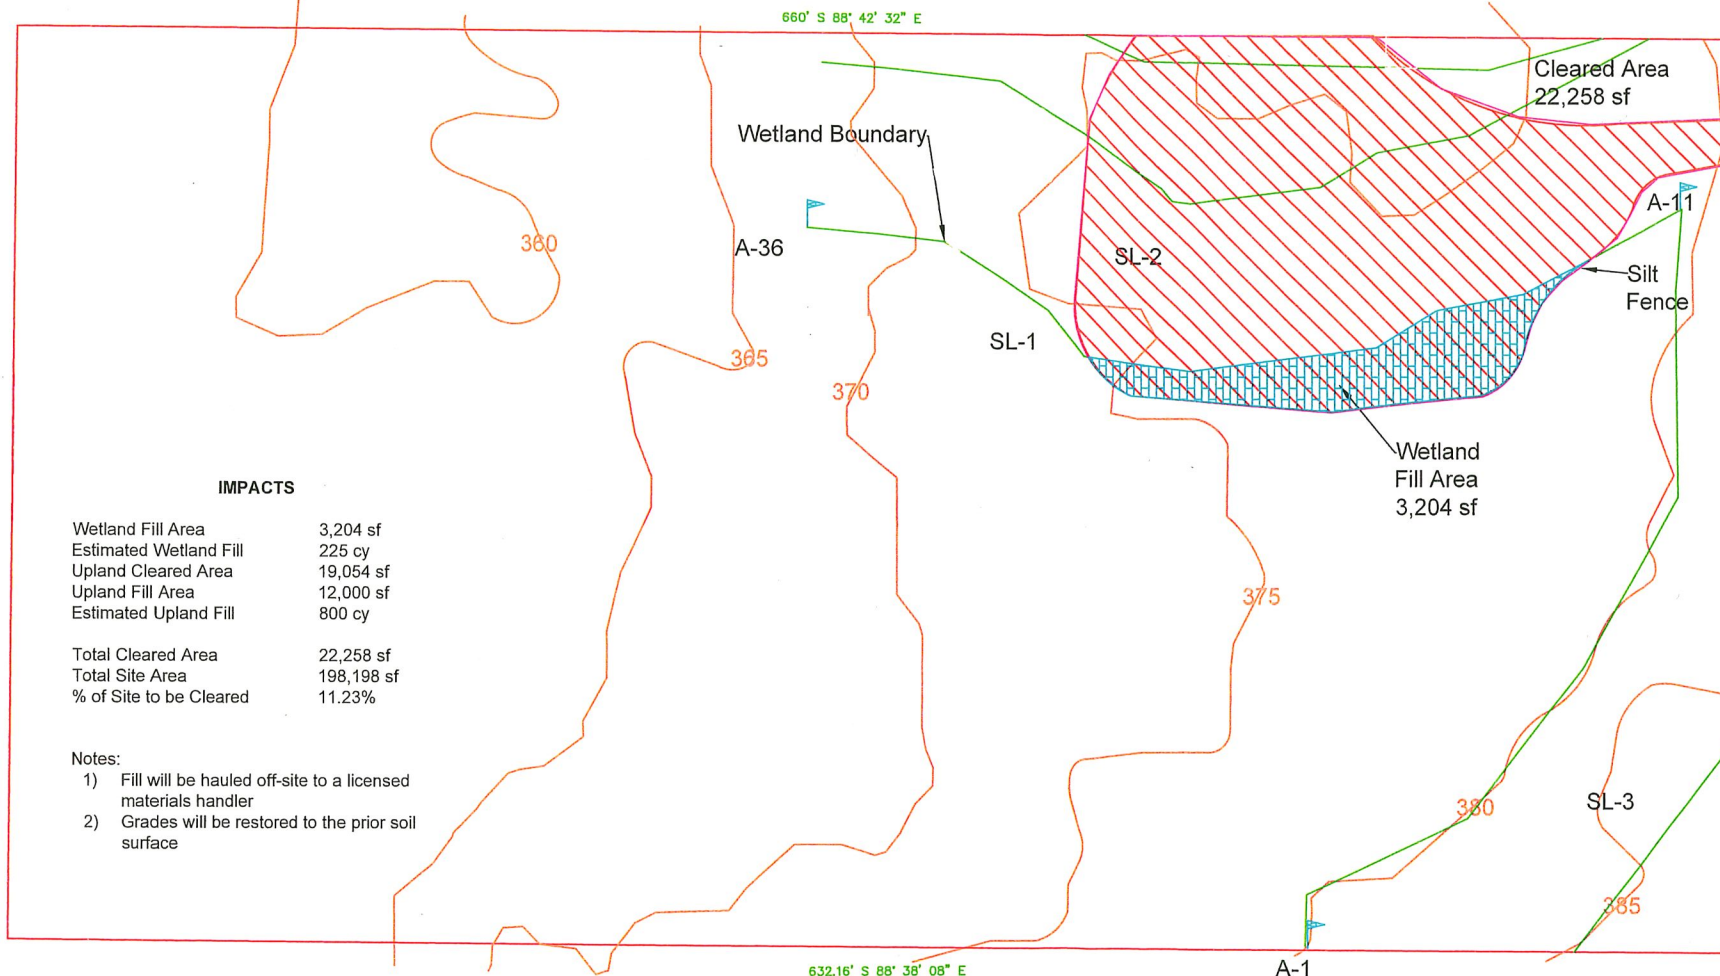 660' S 88° 42' 32" E
Cleared Area
22,258 sf
Wetland Boundary
A-11
A-36
360
SL-2
Silt
Fence
SL-1
365
370
Wetland
Fill Area
3,204 sf
IMPACTS
Wetland Fill Area 3,204 sf
Estimated Wetland Fill 225 cy
Upland Cleared Area 19,054 sf
Upland Fill Area 12,000 sf
Estimated Upland Fill 800 cy
Total Cleared Area 22,258 sf
Total Site Area 198,198 sf
% of Site to be Cleared 11.23%
375
Notes:
1) Fill will be hauled off-site to a licensed
materials handler
2) Grades will be restored to the prior soil
surface
380
SL-3
385
632.16' S 88° 38' 08" E
A-1